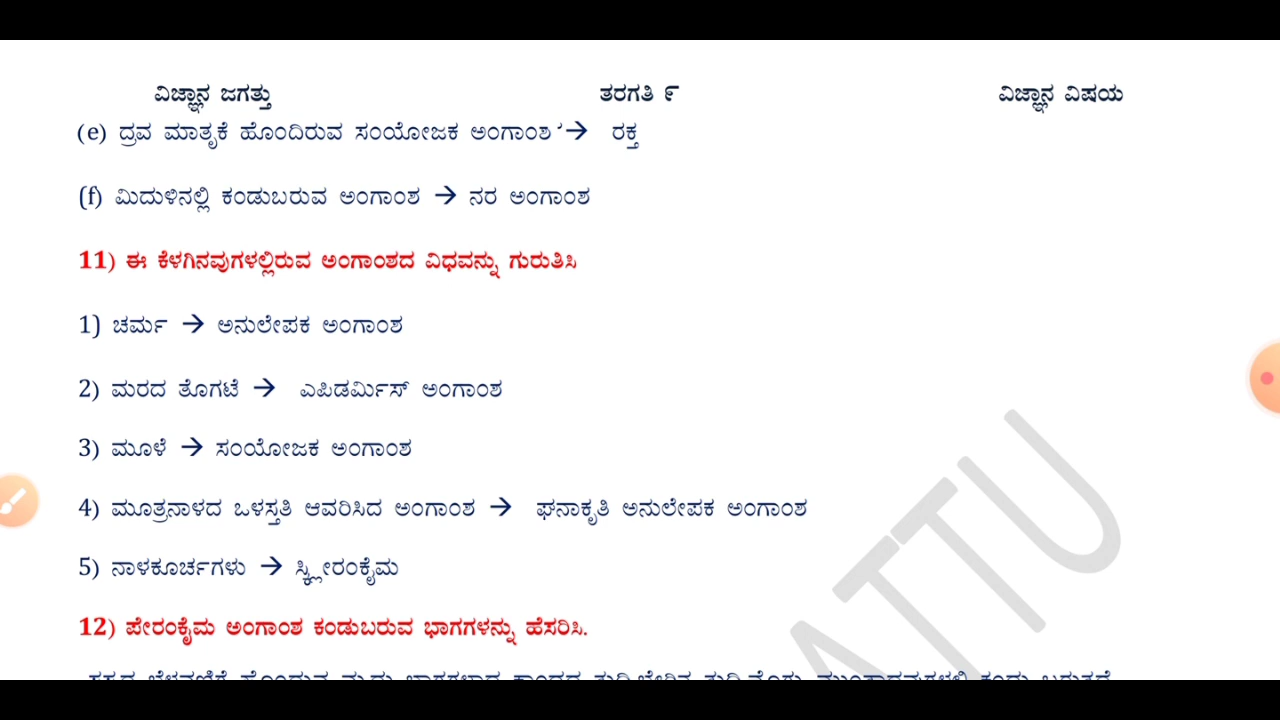 ವಿಜ್ಞಾನ ಜಗತ್ತು ತರಗತಿ ೯ ವಿಜ್ಞಾನ ವಿಷಯ
(e) ದ್ರವ ಮಾತೃಕೆ ಹೊಂದಿರುವ ಸಂಯೋಜಕ ಅಂಗಾಂಶ → ರಕ್ತ
(f) ಮಿದುಳಿನಲ್ಲಿ ಕಂಡುಬರುವ ಅಂಗಾಂಶ → ನರ ಅಂಗಾಂಶ
11) ಈ ಕೆಳಗಿನವುಗಳಲ್ಲಿರುವ ಅಂಗಾಂಶದ ವಿಧವನ್ನು ಗುರುತಿಸಿ
1) ಚರ್ಮ → ಅನುಲೇಪಕ ಅಂಗಾಂಶ
2) ಮರದ ತೊಗಟೆ → ಎಪಿಡರ್ಮಿಸ್ ಅಂಗಾಂಶ
3) ಮೂಳೆ → ಸಂಯೋಜಕ ಅಂಗಾಂಶ
4) ಮೂತ್ರನಾಳದ ಒಳಸ್ತತಿ ಆವರಿಸಿದ ಅಂಗಾಂಶ → ಘನಾಕೃತಿ ಅನುಲೇಪಕ ಅಂಗಾಂಶ
5) ನಾಳಕೂರ್ಚಗಳು → ಸ್ಕ್ಲೀರಂಕೈಮ
12) ಪೇರಂಕೈಮ ಅಂಗಾಂಶ ಕಂಡುಬರುವ ಭಾಗಗಳನ್ನು ಹೆಸರಿಸಿ.
ATTU